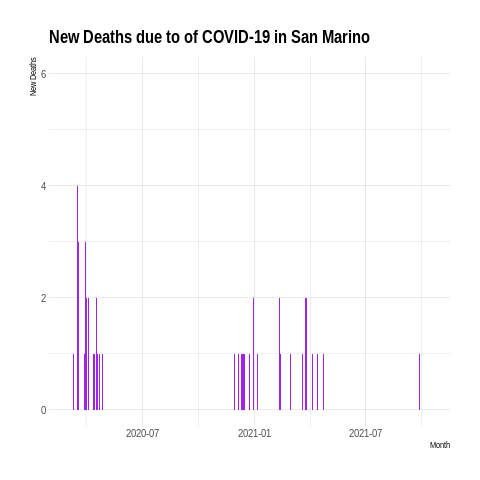 New Deaths due to of COVID-19 in San Marino
New Deaths
6
4
2
0
2020-07
2021-01
2021-07
Month